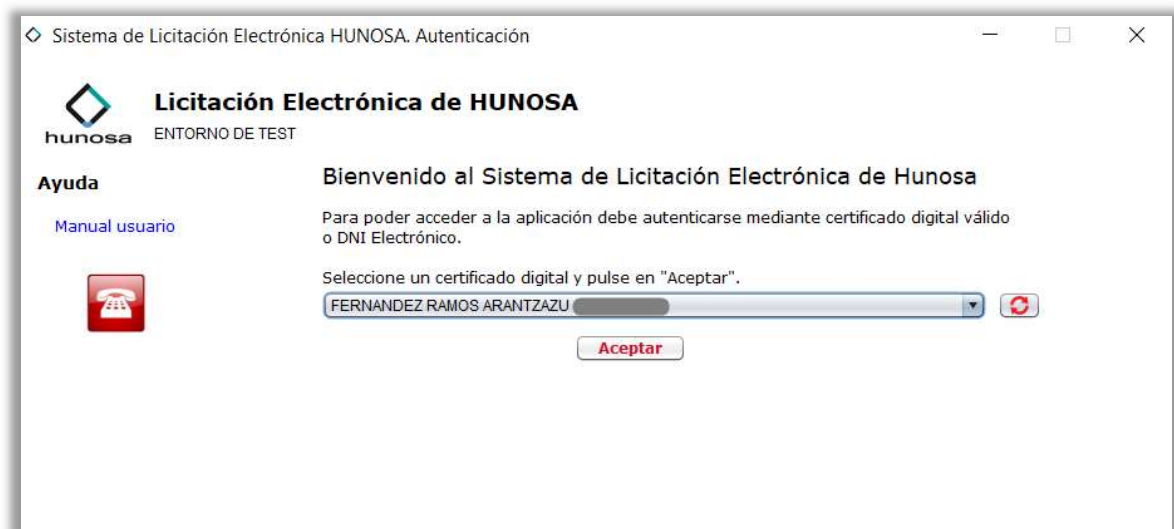 Sistema de Licitación Electrónica HUNOSA. Autenticación
hunosa
Licitación Electrónica de HUNOSA
ENTORNO DE TEST
Ayuda
Manual usuario
Bienvenido al Sistema de Licitación Electrónica de Hunosa
Para poder acceder a la aplicación debe autenticarse mediante certificado digital válido
o DNI Electrónico.
Seleccione un certificado digital y pulse en "Aceptar".
FERNANDEZ RAMOS ARANTZAZU
Aceptar